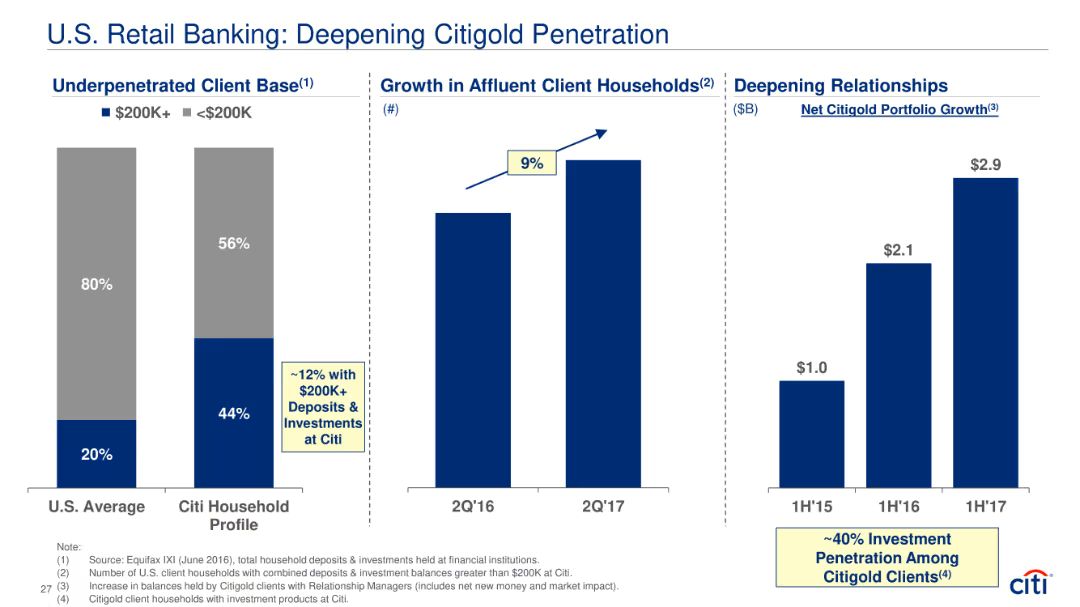 U.S. Retail Banking: Deepening Citigold Penetration
Underpenetrated Client Base(1)
$200K+ <$200K
80%
20%
56%
44%
~12% with
$200K+
Deposits &
Investments
at Citi
U.S. Average
Citi Household
Profile
Growth in Affluent Client Households(2)
(#)
9%
2Q'16
2Q'17
Deepening Relationships
($B)
Net Citigold Portfolio Growth(3)
$1.0
$2.1
$2.9
1H'15
1H'16
1H'17
~40% Investment
Penetration Among
Citigold Clients(4)
Note:
(1) Source: Equifax IXI (June 2016), total household deposits & investments held at financial institutions.
(2) Number of U.S. client households with combined deposits & investment balances greater than $200K at Citi.
(3) Increase in balances held by Citigold clients with Relationship Managers (includes net new money and market impact).
(4) Citigold client households with investment products at Citi.
27
citi